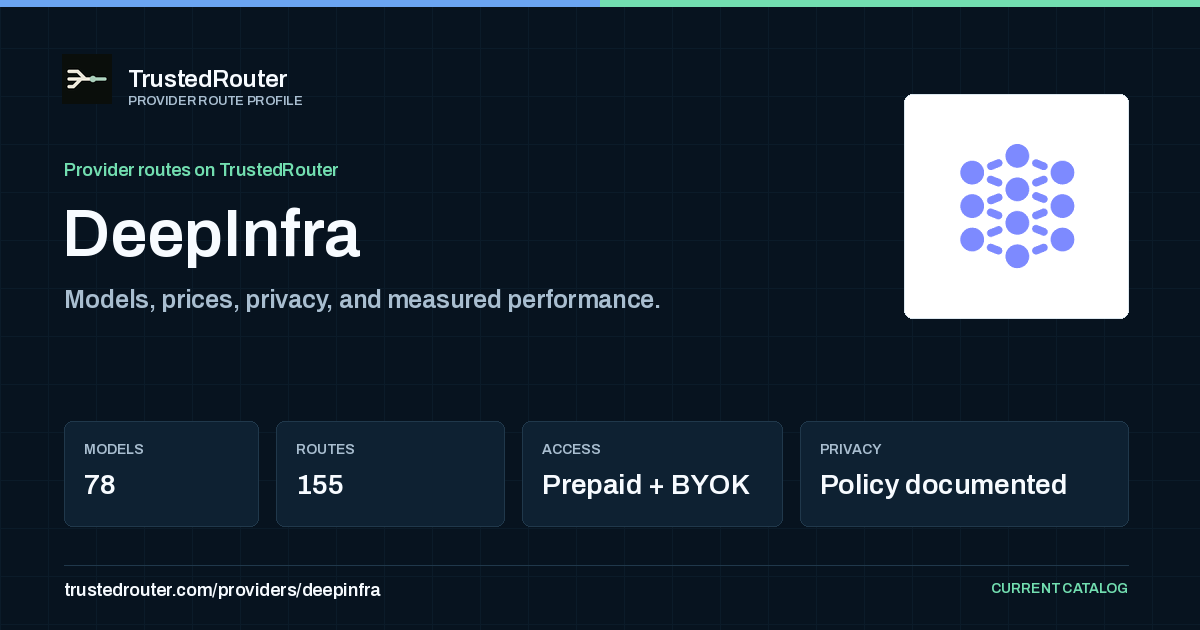 TrustedRouter
PROVIDER ROUTE PROFILE
Provider routes on TrustedRouter
DeepInfra
Models, prices, privacy, and measured performance.
MODELS
78
ROUTES
155
ACCESS
Prepaid + BYOK
PRIVACY
Policy documented
trustedrouter.com/providers/deepinfra
CURRENT CATALOG